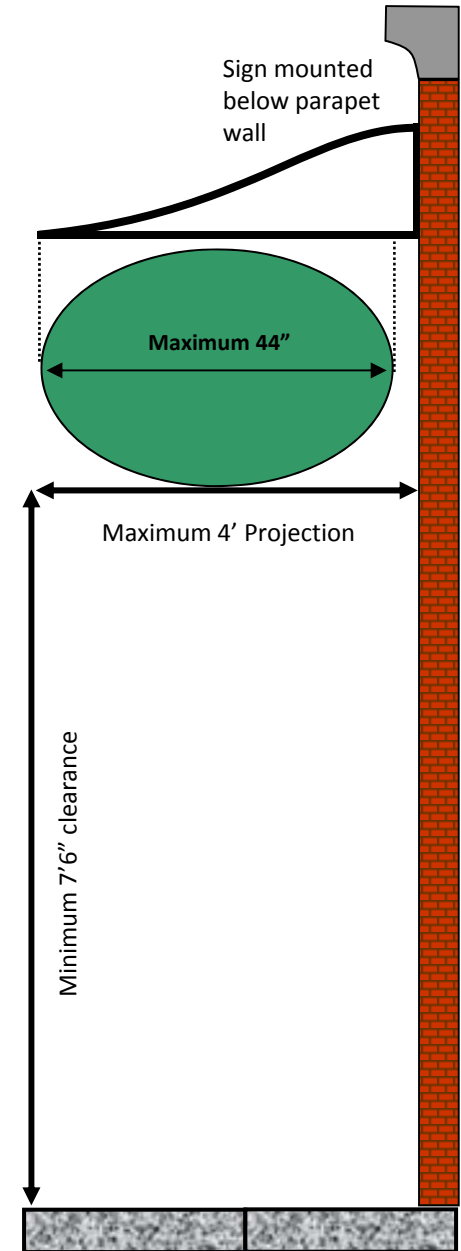 Sign mounted
below parapet
wall
Maximum 44”
Maximum 4’ Projection
Minimum 7’6” clearance